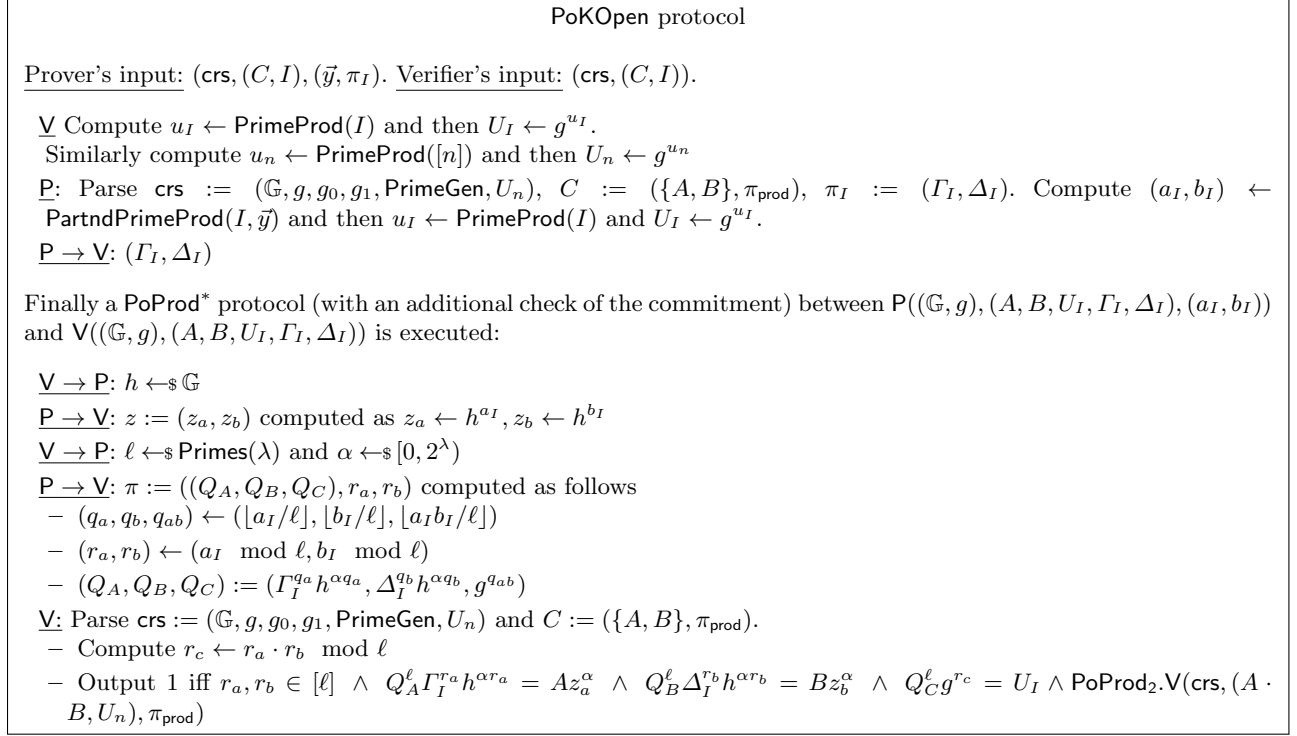 PoKOpen protocol
Prover's input: (crs, (C, I), (y⃗, π_I). Verifier's input: (crs, (C, I)).
V Compute u_I ← PrimeProd(I) and then U_I ← g^{u_I}.
Similarly compute u_n ← PrimeProd([n]) and then U_n ← g^{u_n}
P: Parse crs := (𝔾, g, g_0, g_1, PrimeGen, U_n), C := ({A, B}, π_prod), π_I := (Γ_I, Δ_I). Compute (a_I, b_I) ←
PartndPrimeProd(I, y⃗) and then u_I ← PrimeProd(I) and U_I ← g^{u_I}.
P → V: (Γ_I, Δ_I)
Finally a PoProd* protocol (with an additional check of the commitment) between P((𝔾, g), (A, B, U_I, Γ_I, Δ_I), (a_I, b_I))
and V((𝔾, g), (A, B, U_I, Γ_I, Δ_I)) is executed:
V → P: h ←$ 𝔾
P → V: z := (z_a, z_b) computed as z_a ← h^{a_I}, z_b ← h^{b_I}
V → P: ℓ ←$ Primes(λ) and α ←$ [0, 2^λ)
P → V: π := ((Q_A, Q_B, Q_C), r_a, r_b) computed as follows
– (q_a, q_b, q_{ab}) ← (⌊a_I/ℓ⌋, ⌊b_I/ℓ⌋, ⌊a_I b_I/ℓ⌋)
– (r_a, r_b) ← (a_I mod ℓ, b_I mod ℓ)
– (Q_A, Q_B, Q_C) := (Γ_I^{q_a} h^{αq_a}, Δ_I^{q_b} h^{αq_b}, g^{q_{ab}})
V: Parse crs := (𝔾, g, g_0, g_1, PrimeGen, U_n) and C := ({A, B}, π_prod).
– Compute r_c ← r_a · r_b mod ℓ
– Output 1 iff r_a, r_b ∈ [ℓ] ∧ Q_A^ℓ Γ_I^{r_a} h^{αr_a} = Az_a^α ∧ Q_B^ℓ Δ_I^{r_b} h^{αr_b} = Bz_b^α ∧ Q_C^ℓ g^{r_c} = U_I ∧ PoProd_2.V(crs, (A ·
B, U_n), π_prod)